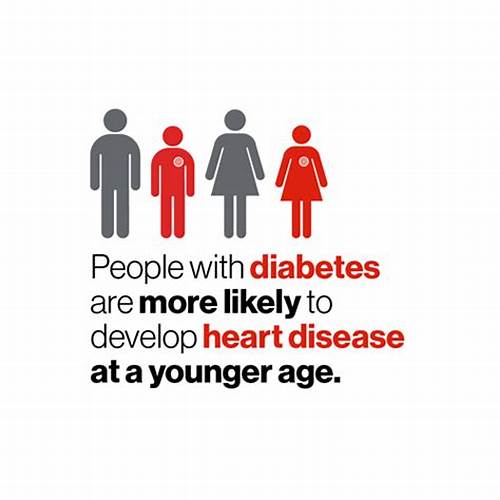 People with diabetes
are more likely to
develop heart disease
at a younger age.